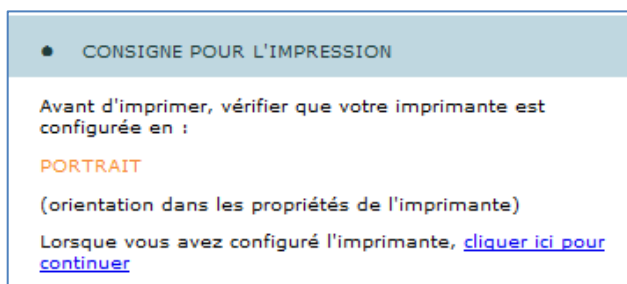 • CONSIGNE POUR L'IMPRESSION
Avant d'imprimer, vérifier que votre imprimante est
configurée en :
PORTRAIT
(orientation dans les propriétés de l'imprimante)
Lorsque vous avez configuré l'imprimante, cliquer ici pour
continuer